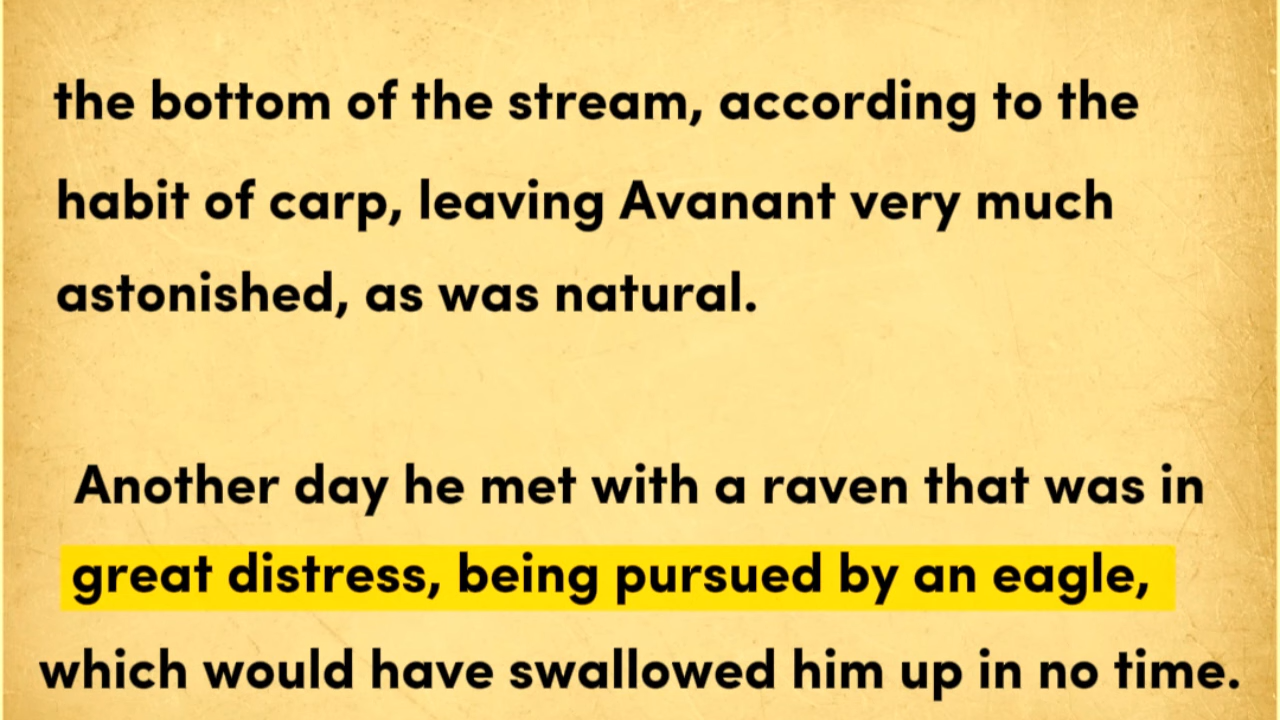 the bottom of the stream, according to the
habit of carp, leaving Avanant very much
astonished, as was natural.
Another day he met with a raven that was in
great distress, being pursued by an eagle,
which would have swallowed him up in no time.